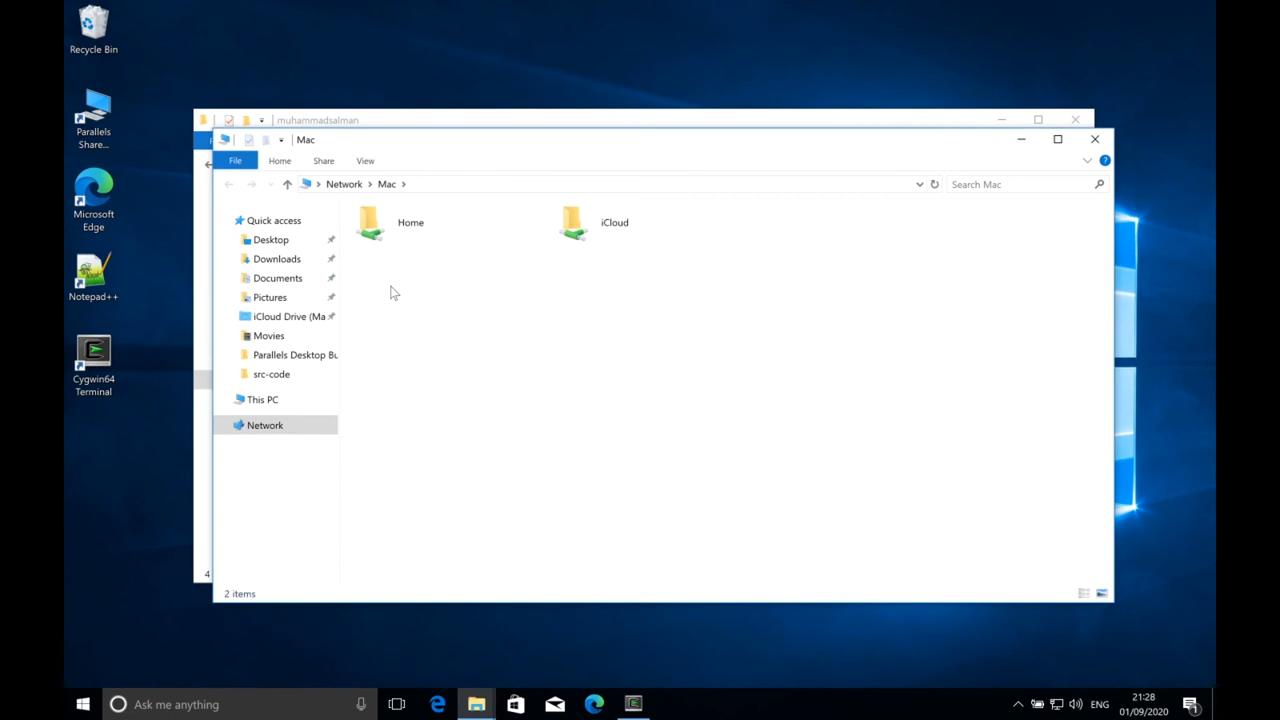 Recycle Bin
Parallels
Share...
Microsoft
Edge
Notepad++
Cygwin64
Terminal
muhammadsalman
Mac
File
Home
Share
View
Network
Mac
Search Mac
Quick access
Desktop
Downloads
Documents
Pictures
iCloud Drive (Ma
Movies
Parallels Desktop Bu
src-code
This PC
Network
Home
iCloud
4
2 items
Ask me anything
ENG
21:28
01/09/2020
1